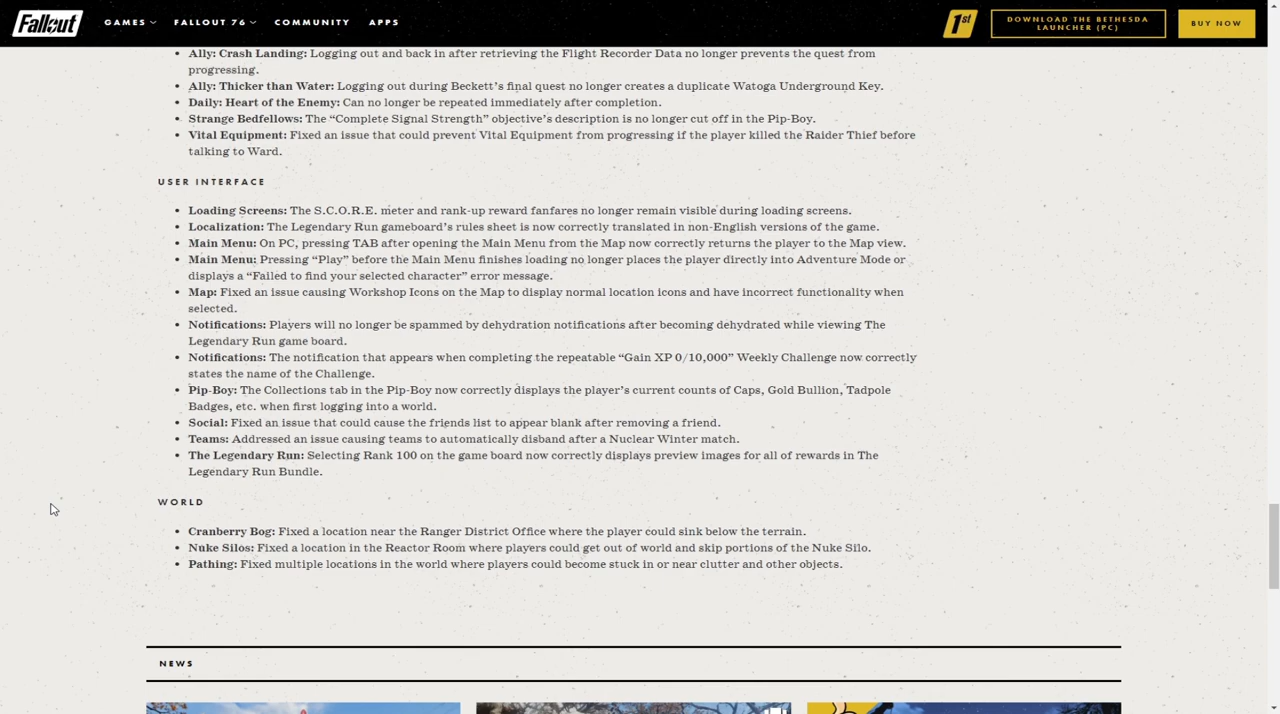 Fallout GAMES FALLOUT 76 COMMUNITY APPS 1st DOWNLOAD THE BETHESDA LAUNCHER (PC) BUY NOW
• Ally: Crash Landing: Logging out and back in after retrieving the Flight Recorder Data no longer prevents the quest from
progressing.
• Ally: Thicker than Water: Logging out during Beckett's final quest no longer creates a duplicate Watoga Underground Key.
• Daily: Heart of the Enemy: Can no longer be repeated immediately after completion.
• Strange Bedfellows: The “Complete Signal Strength” objective's description is no longer cut off in the Pip-Boy.
• Vital Equipment: Fixed an issue that could prevent Vital Equipment from progressing if the player killed the Raider Thief before
talking to Ward.
USER INTERFACE
• Loading Screens: The S.C.O.R.E. meter and rank-up reward fanfares no longer remain visible during loading screens.
• Localization: The Legendary Run gameboard's rules sheet is now correctly translated in non-English versions of the game.
• Main Menu: On PC, pressing TAB after opening the Main Menu from the Map now correctly returns the player to the Map view.
• Main Menu: Pressing “Play” before the Main Menu finishes loading no longer places the player directly into Adventure Mode or
displays a “Failed to find your selected character” error message.
• Map: Fixed an issue causing Workshop Icons on the Map to display normal location icons and have incorrect functionality when
selected.
• Notifications: Players will no longer be spammed by dehydration notifications after becoming dehydrated while viewing The
Legendary Run game board.
• Notifications: The notification that appears when completing the repeatable “Gain XP 0/10,000” Weekly Challenge now correctly
states the name of the Challenge.
• Pip-Boy: The Collections tab in the Pip-Boy now correctly displays the player's current counts of Caps, Gold Bullion, Tadpole
Badges, etc. when first logging into a world.
• Social: Fixed an issue that could cause the friends list to appear blank after removing a friend.
• Teams: Addressed an issue causing teams to automatically disband after a Nuclear Winter match.
• The Legendary Run: Selecting Rank 100 on the game board now correctly displays preview images for all of rewards in The
Legendary Run Bundle.
WORLD
• Cranberry Bog: Fixed a location near the Ranger District Office where the player could sink below the terrain.
• Nuke Silos: Fixed a location in the Reactor Room where players could get out of world and skip portions of the Nuke Silo.
• Pathing: Fixed multiple locations in the world where players could become stuck in or near clutter and other objects.
NEWS